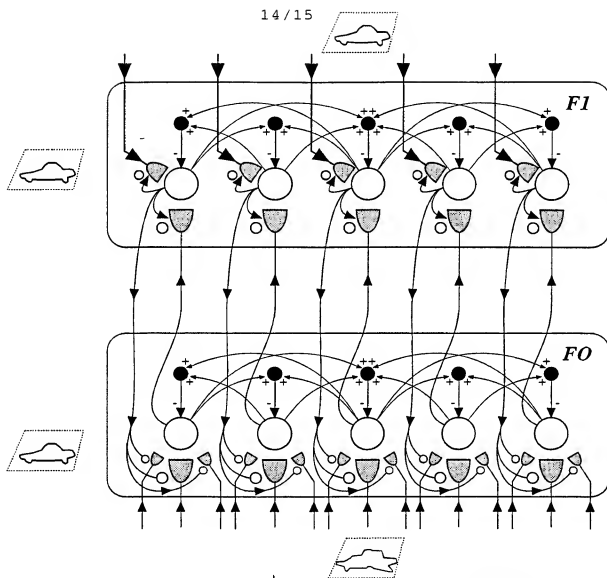 14/15
F1
+ + ++ + +
+ + + +
- - - - -
FO
+ + ++ + +
+ + + +
- - - - -